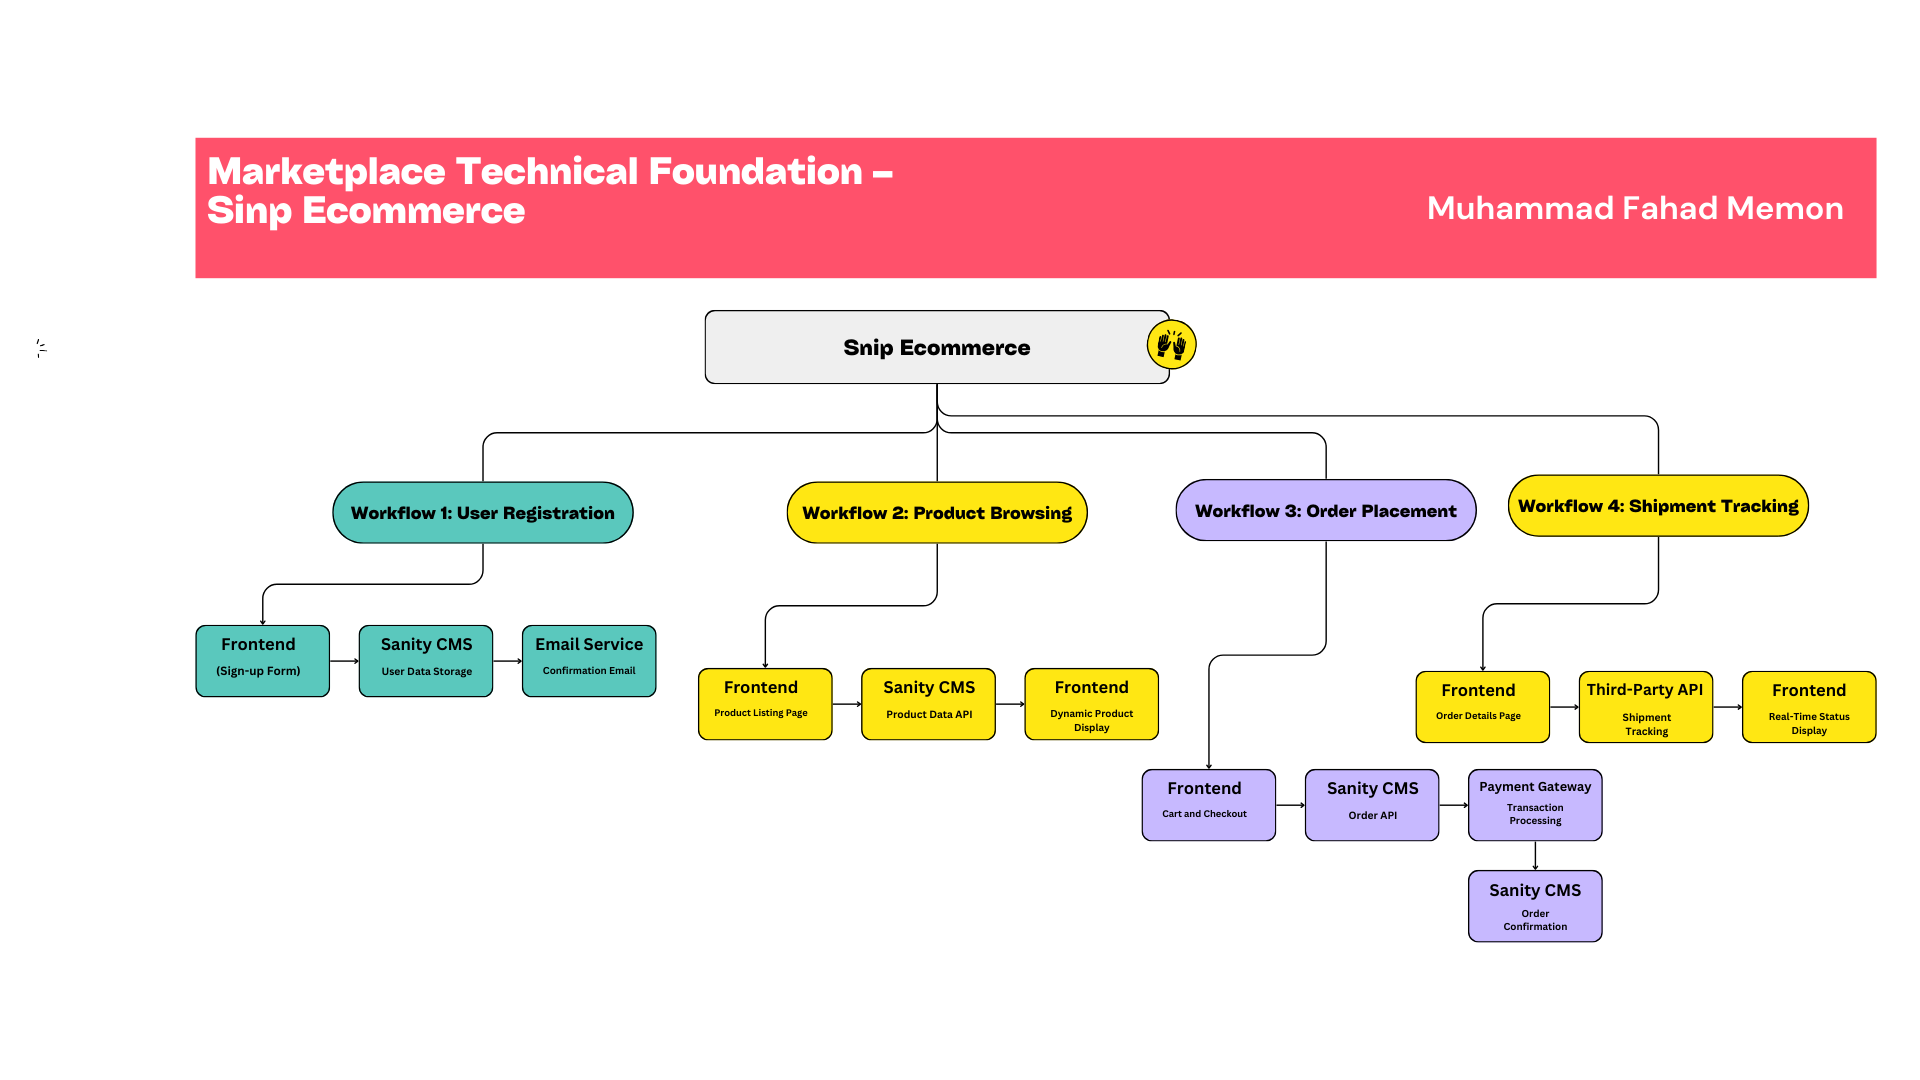 Marketplace Technical Foundation –
Sinp Ecommerce
Muhammad Fahad Memon
Snip Ecommerce
Workflow 1: User Registration
Workflow 2: Product Browsing
Workflow 3: Order Placement
Workflow 4: Shipment Tracking
Frontend
(Sign-up Form)
Sanity CMS
User Data Storage
Email Service
Confirmation Email
Frontend
Product Listing Page
Sanity CMS
Product Data API
Frontend
Dynamic Product
Display
Frontend
Order Details Page
Third-Party API
Shipment
Tracking
Frontend
Real-Time Status
Display
Frontend
Cart and Checkout
Sanity CMS
Order API
Payment Gateway
Transaction
Processing
Sanity CMS
Order
Confirmation